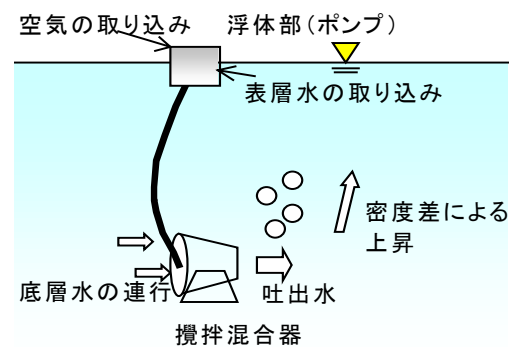 空気の取り込み
浮体部(ポンプ)
表層水の取り込み
密度差による
上昇
底層水の連行
吐出水
攪拌混合器